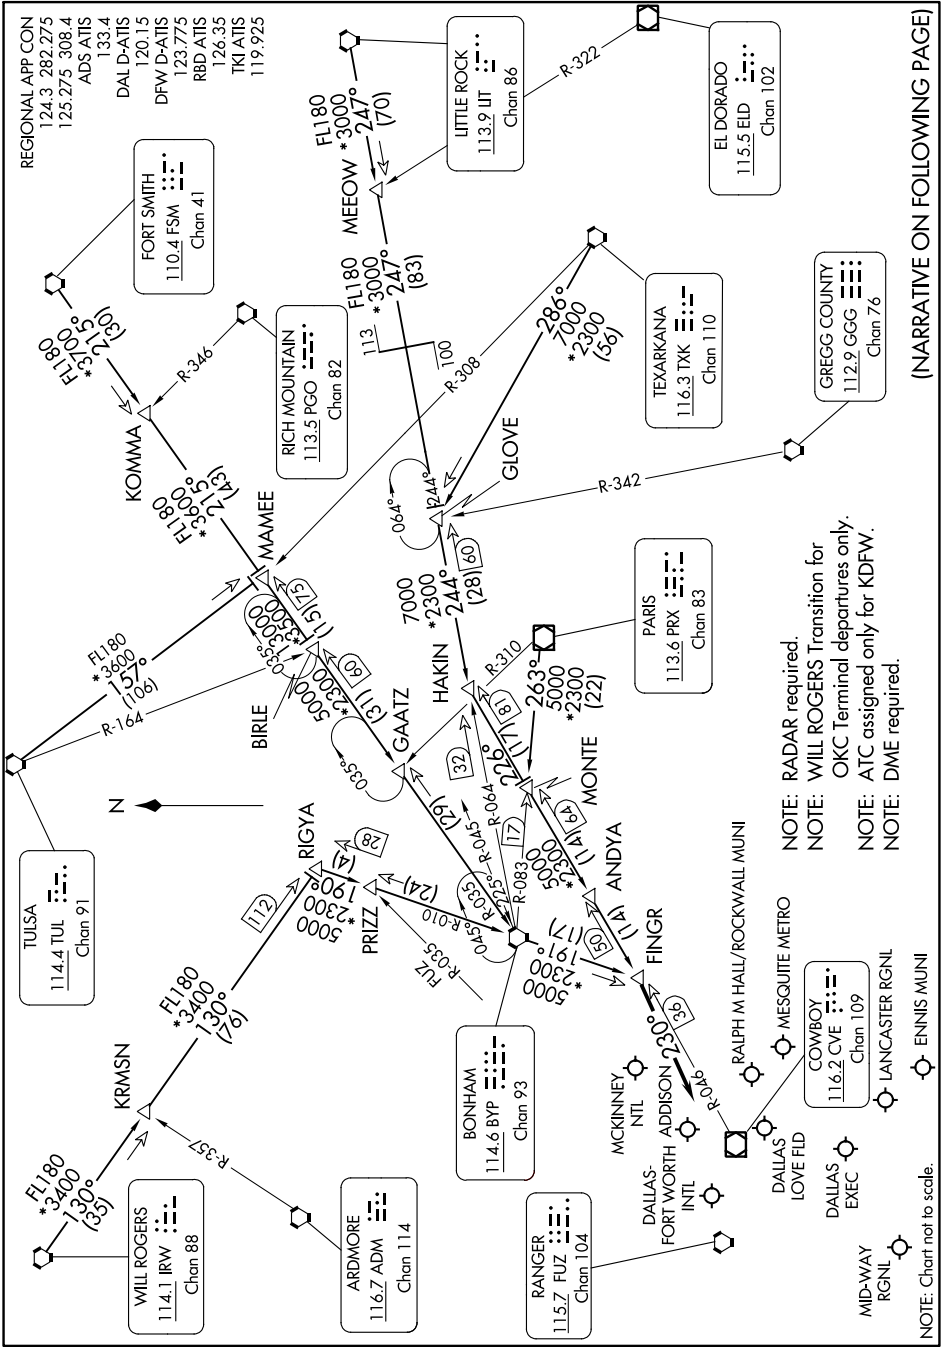 REGIONAL APP CON
124.3 282.275
125.275 308.4
ADS ATIS
133.4
DAL D-ATIS
120.15
DFW D-ATIS
123.775
RBD ATIS
126.35
TKI ATIS
119.925
FORT SMITH
110.4 FSM
Chan 41
FL180
*3700
215°
(30)
KOMMA
R-346
RICH MOUNTAIN
113.5 PGO
Chan 82
FL180
*3600
215°
(43)
MAMEE
LITTLE ROCK
113.9 LIT
Chan 86
FL180
*3000
247°
(70)
MEEOW
R-322
EL DORADO
115.5 ELD
Chan 102
FL180
*3000
247°
(83)
113
100
R-308
TEXARKANA
116.3 TXK
Chan 110
286°
7000
*2300
(56)
GLOVE
244°
064°
R-342
GREGG COUNTY
112.9 GGG
Chan 76
TULSA
114.4 TUL
Chan 91
FL180
*3600
157°
(106)
R-164
75
13000
*3500
(15)
035°
BIRLE
5000
*2300
(31)
60
GAATZ
035°
(29)
R-035
N
7000
*2300
244°
(28)
60
HAKIN
R-310
PARIS
113.6 PRX
Chan 83
263°
5000
*2300
(22)
81
226°
(17)
MONTE
32
R-064
R-045
225°
045°
17
R-083
64
5000
*2300
(14)
ANDYA
50
(14)
FINGR
WILL ROGERS
114.1 IRW
Chan 88
FL180
*3400
130°
(35)
KRMSN
R-357
ARDMORE
116.7 ADM
Chan 114
FL180
*3400
130°
(76)
112
RIGYA
28
5000
*2300
190°
(4)
PRIZZ
(24)
R-010
FUZ
R-035
BONHAM
114.6 BYP
Chan 93
5000
*2300
191°
(17)
230°
36
R-046
RANGER
115.7 FUZ
Chan 104
COWBOY
116.2 CVE
Chan 109
MCKINNEY
NTL
ADDISON
DALLAS-
FORT WORTH
INTL
RALPH M HALL/ROCKWALL MUNI
MESQUITE METRO
DALLAS
LOVE FLD
DALLAS
EXEC
LANCASTER RGNL
ENNIS MUNI
MID-WAY
RGNL
NOTE: RADAR required.
NOTE: WILL ROGERS Transition for
OKC Terminal departures only.
NOTE: ATC assigned only for KDFW.
NOTE: DME required.
(NARRATIVE ON FOLLOWING PAGE)
NOTE: Chart not to scale.